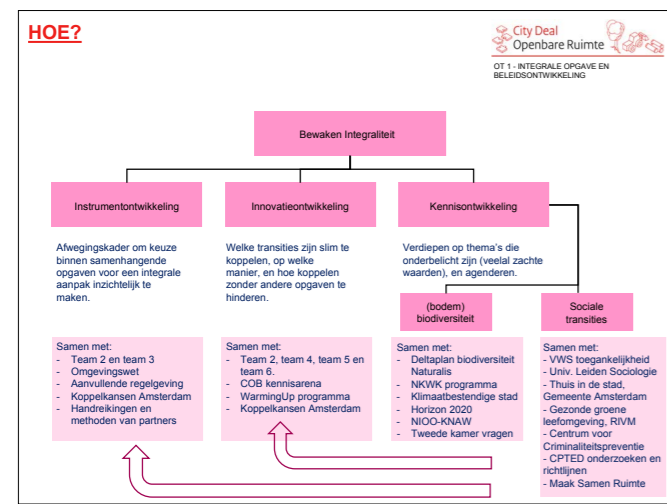 HOE?
City Deal
Openbare Ruimte
OT 1 - INTEGRALE OPGAVE EN
BELEIDSONTWIKKELING
Bewaken Integraliteit
Instrumentontwikkeling
Innovatieontwikkeling
Kennisontwikkeling
Afwegingskader om keuze
binnen samenhangende
opgaven voor een integrale
aanpak inzichtelijk te
maken.
Welke transities zijn slim te
koppelen, op welke
manier, en hoe koppelen
zonder andere opgaven te
hinderen.
Verdiepen op thema's die
onderbelicht zijn (veelal zachte
waarden), en agenderen.
(bodem)
biodiversiteit
Sociale
transities
Samen met:
- Team 2 en team 3
- Omgevingswet
- Aanvullende regelgeving
- Koppelkansen Amsterdam
- Handreikingen en
methoden van partners
Samen met:
- Team 2, team 4, team 5 en
team 6.
- COB kennisarena
- WarmingUp programma
- Koppelkansen Amsterdam
Samen met:
- Deltaplan biodiversiteit
Naturalis
- NKWK programma
- Klimaatbestendige stad
- Horizon 2020
- NIOO-KNAW
- Tweede kamer vragen
Samen met:
- VWS toegankelijkheid
- Univ. Leiden Sociologie
- Thuis in de stad,
Gemeente Amsterdam
- Gezonde groene
leefomgeving, RIVM
- Centrum voor
Criminaliteitspreventie
- CPTED onderzoeken en
richtlijnen
- Maak Samen Ruimte